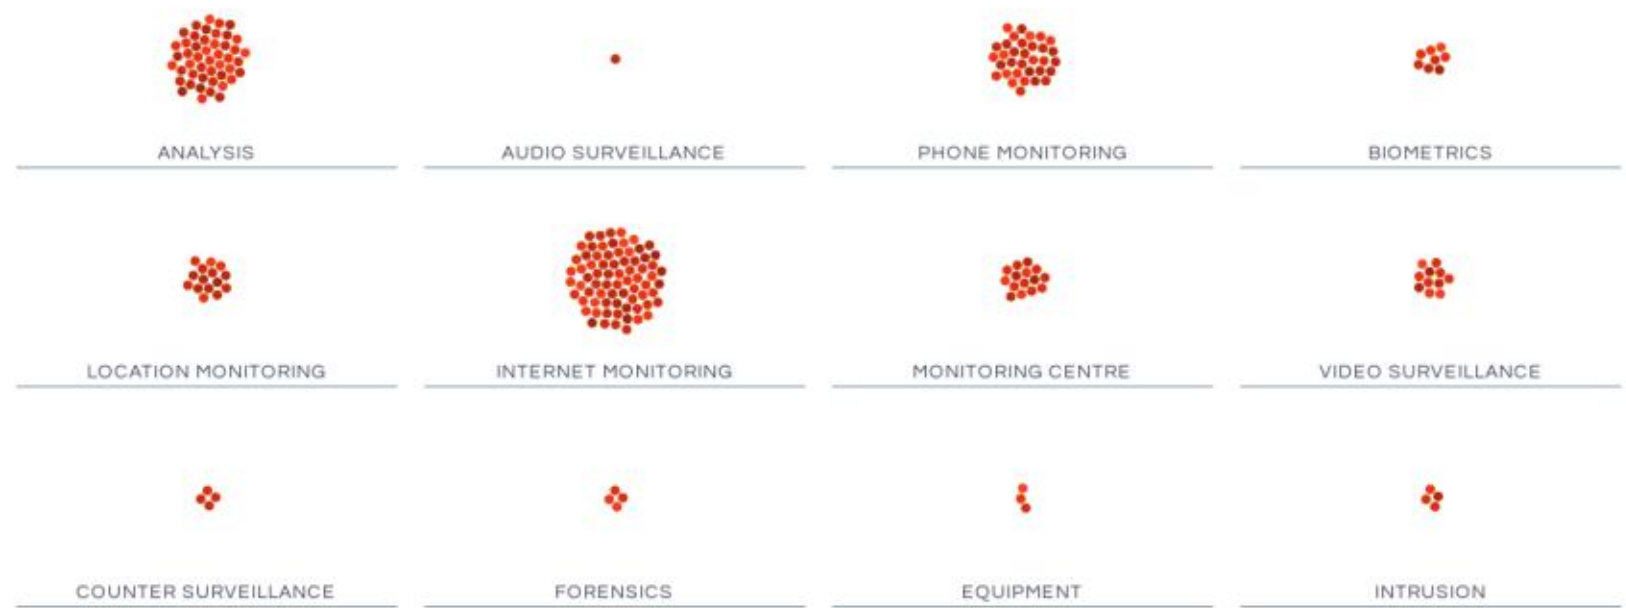 ANALYSIS
AUDIO SURVEILLANCE
PHONE MONITORING
BIOMETRICS
LOCATION MONITORING
INTERNET MONITORING
MONITORING CENTRE
VIDEO SURVEILLANCE
COUNTER SURVEILLANCE
FORENSICS
EQUIPMENT
INTRUSION